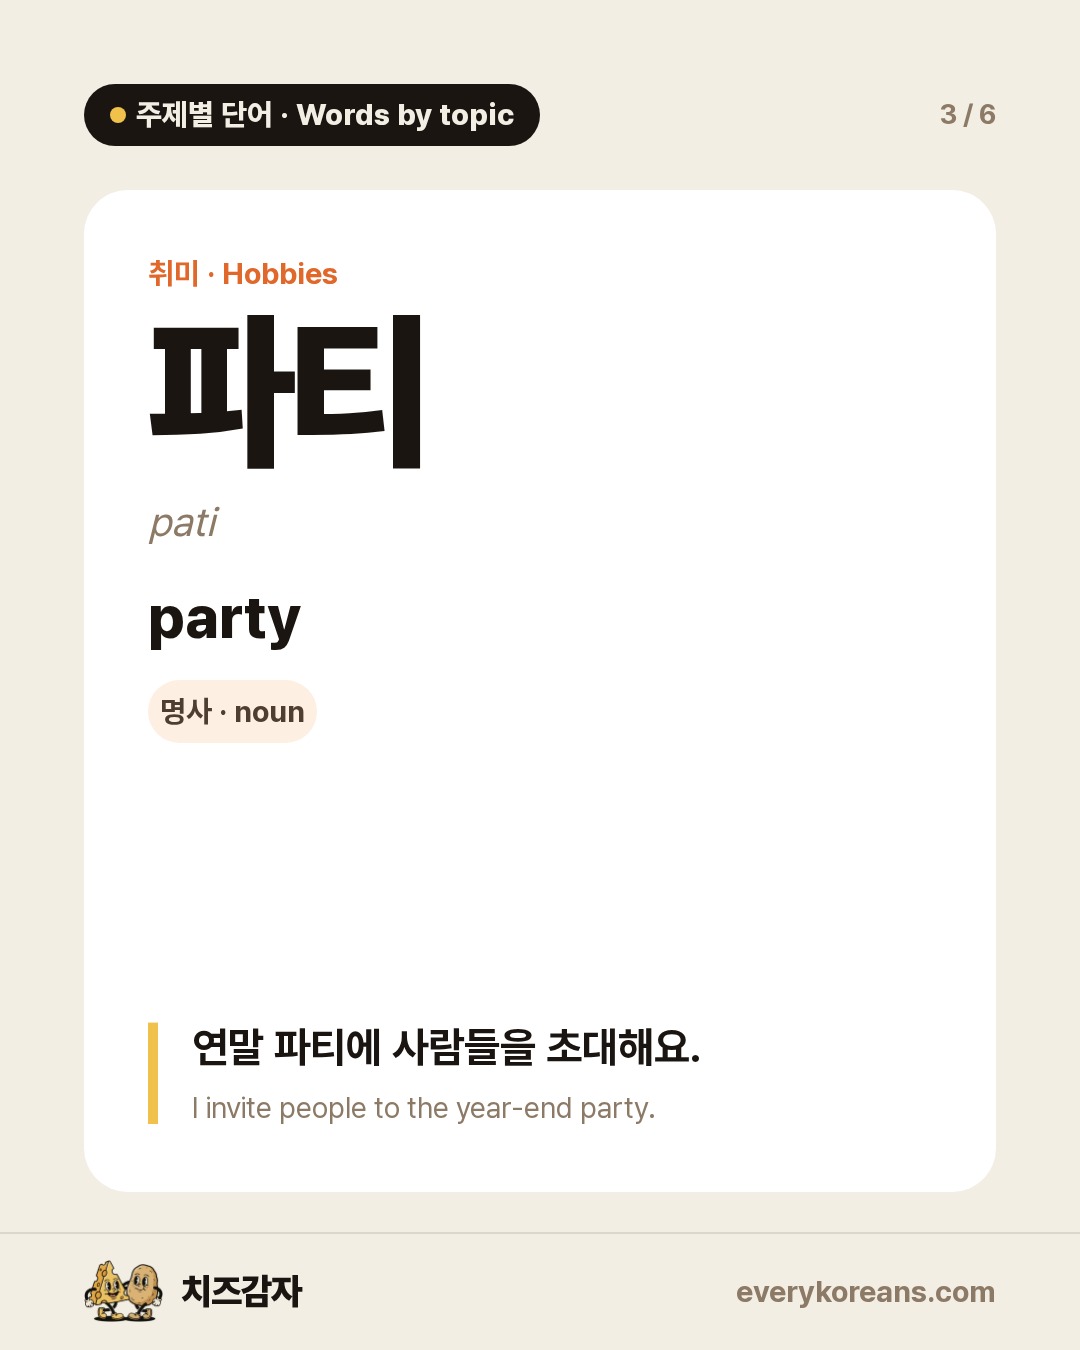 주제별 단어 · Words by topic
3 / 6
취미 · Hobbies
파티
pati
party
명사 · noun
연말 파티에 사람들을 초대해요.
I invite people to the year-end party.
치즈감자
everykoreans.com